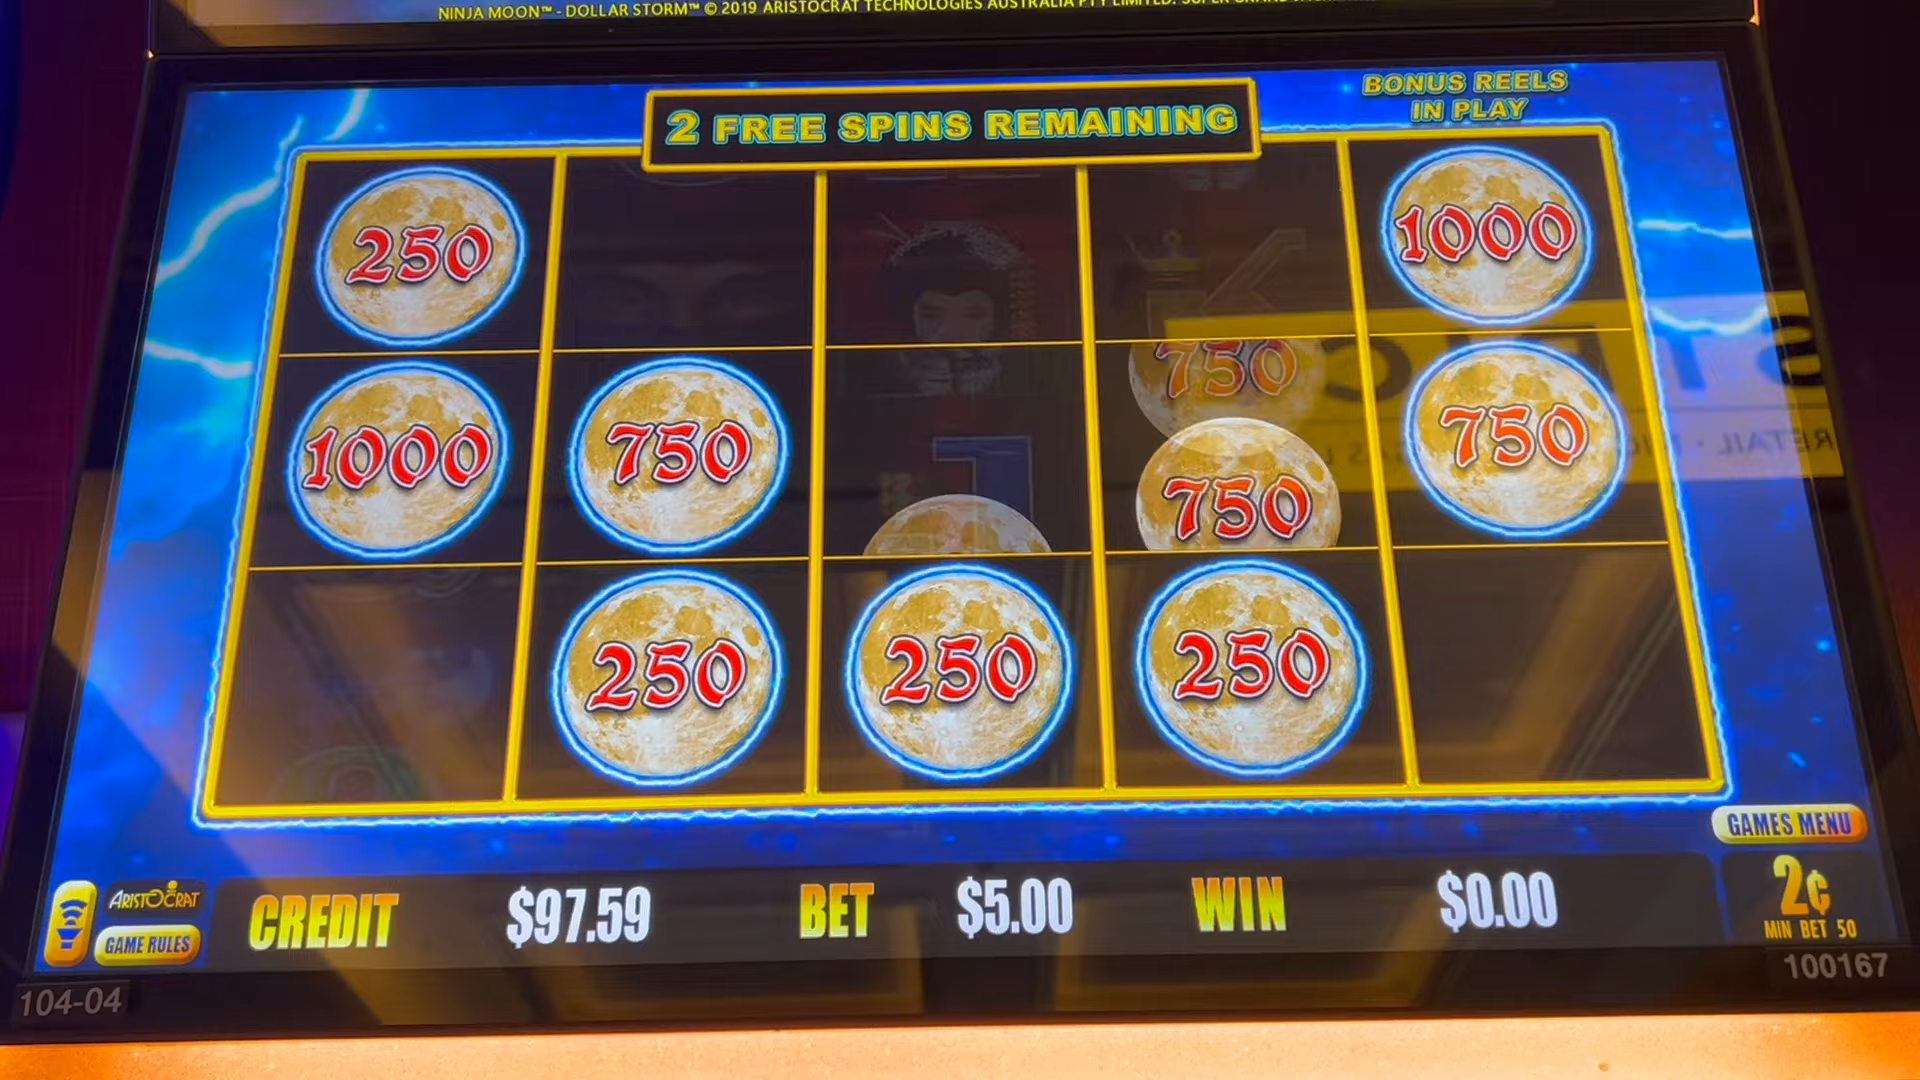 NINJA MOON™ - DOLLAR STORM™ © 2019 ARISTOCRAT TECHNOLOGIES AUSTRALIA PTY LIMITED.
BONUS REELS
IN PLAY
2 FREE SPINS REMAINING
250
1000
750
1000
750
750
750
250
250
250
GAMES MENU
ARISTOCRAT
GAME RULES
CREDIT
$97.59
BET
$5.00
WIN
$0.00
2¢
MIN BET 50
100167
104-04